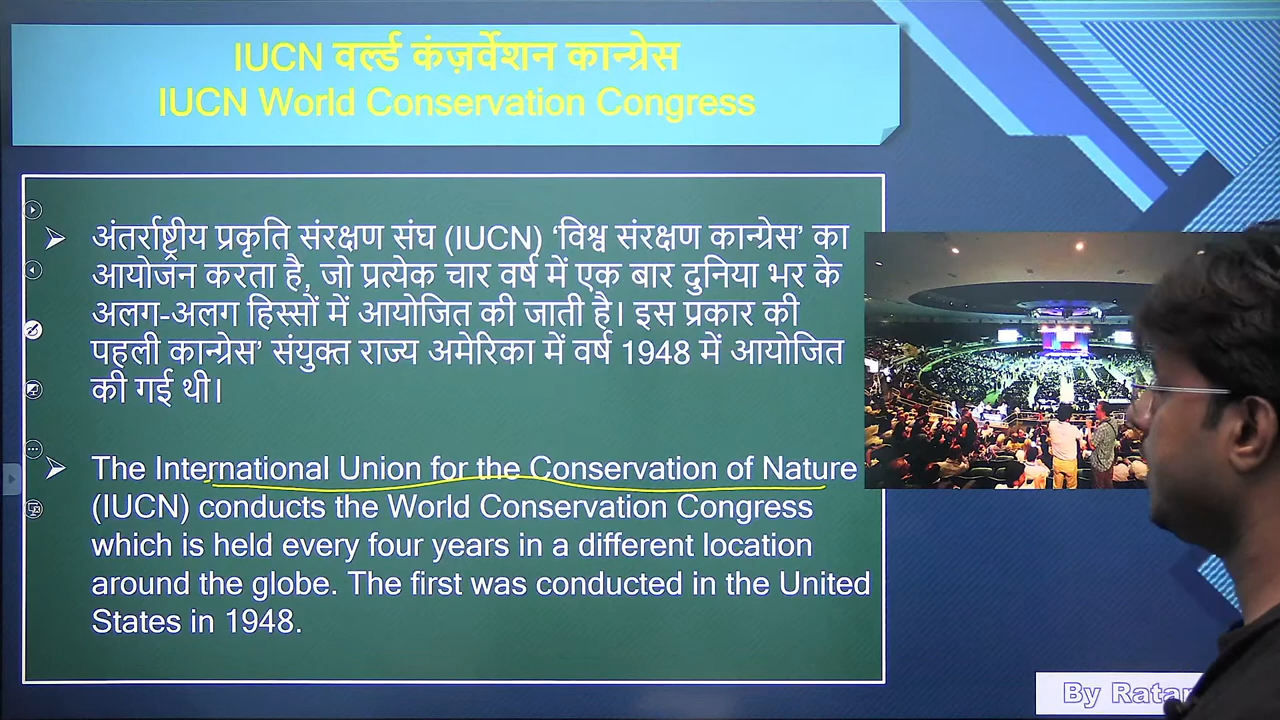 IUCN वर्ल्ड कंज़र्वेशन कान्ग्रेस
IUCN World Conservation Congress
अंतर्राष्ट्रीय प्रकृति संरक्षण संघ (IUCN) ‘विश्व संरक्षण कान्ग्रेस’ का
आयोजन करता है, जो प्रत्येक चार वर्ष में एक बार दुनिया भर के
अलग-अलग हिस्सों में आयोजित की जाती है। इस प्रकार की
पहली कान्ग्रेस’ संयुक्त राज्य अमेरिका में वर्ष 1948 में आयोजित
की गई थी।
The International Union for the Conservation of Nature
(IUCN) conducts the World Conservation Congress
which is held every four years in a different location
around the globe. The first was conducted in the United
States in 1948.
By